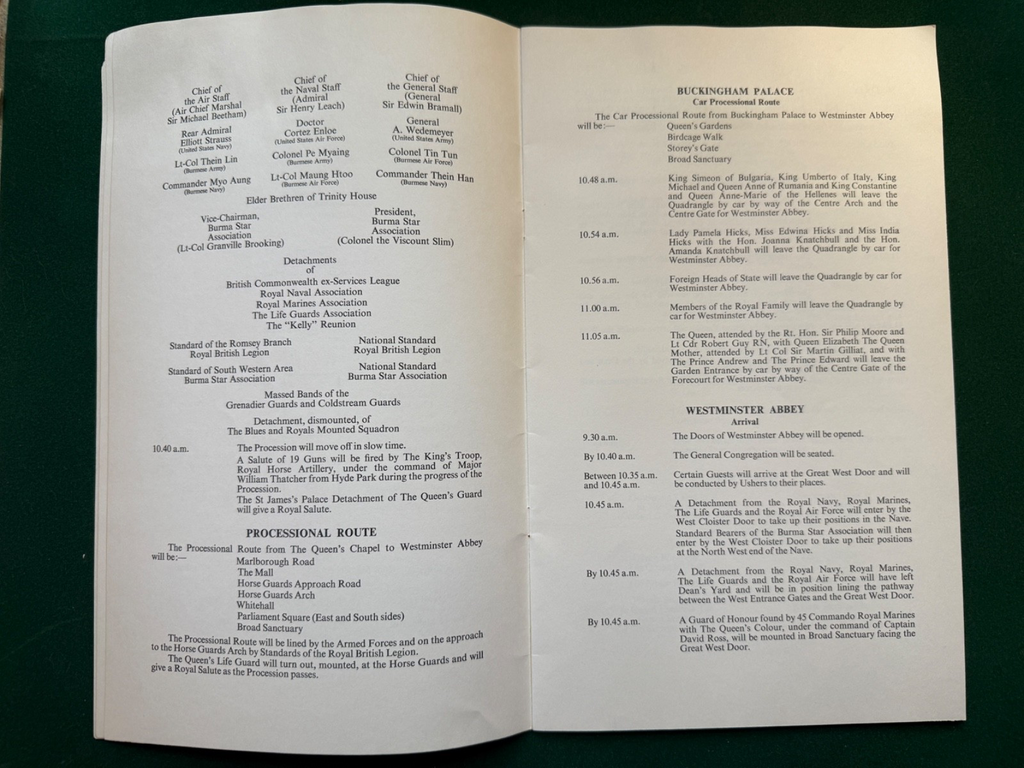 Chief of
the Air Staff
(Air Chief Marshal
Sir Michael Beetham)
Chief of
the Naval Staff
(Admiral
Sir Henry Leach)
Chief of
the General Staff
(General
Sir Edwin Bramall)
Rear Admiral
Elliott Strauss
(United States Navy)
Doctor
Cortez Enloe
(United States Air Force)
General
A. Wedemeyer
(United States Army)
Lt-Col Thein Lin
(Burmese Army)
Colonel Pe Myaing
(Burmese Army)
Colonel Tin Tun
(Burmese Air Force)
Commander Myo Aung
(Burmese Navy)
Lt-Col Maung Htoo
(Burmese Air Force)
Commander Thein Han
(Burmese Navy)
Elder Brethren of Trinity House
Vice-Chairman,
Burma Star
Association
(Lt-Col Granville Brooking)
President,
Burma Star
Association
(Colonel the Viscount Slim)
Detachments
of
British Commonwealth ex-Services League
Royal Naval Association
Royal Marines Association
The Life Guards Association
The "Kelly" Reunion
Standard of the Romsey Branch
Royal British Legion
National Standard
Royal British Legion
Standard of South Western Area
Burma Star Association
National Standard
Burma Star Association
Massed Bands of the
Grenadier Guards and Coldstream Guards
Detachment, dismounted, of
The Blues and Royals Mounted Squadron
10.40 a.m. The Procession will move off in slow time.
A Salute of 19 Guns will be fired by The King's Troop,
Royal Horse Artillery, under the command of Major
William Thatcher from Hyde Park during the progress of the
Procession.
The St James's Palace Detachment of The Queen's Guard
will give a Royal Salute.
PROCESSIONAL ROUTE
The Processional Route from The Queen's Chapel to Westminster Abbey
will be:—
Marlborough Road
The Mall
Horse Guards Approach Road
Horse Guards Arch
Whitehall
Parliament Square (East and South sides)
Broad Sanctuary
The Processional Route will be lined by the Armed Forces and on the approach
to the Horse Guards Arch by Standards of the Royal British Legion.
The Queen's Life Guard will turn out, mounted, at the Horse Guards and will
give a Royal Salute as the Procession passes.
BUCKINGHAM PALACE
Car Processional Route
The Car Processional Route from Buckingham Palace to Westminster Abbey
will be:— Queen's Gardens
Birdcage Walk
Storey's Gate
Broad Sanctuary
10.48 a.m. King Simeon of Bulgaria, King Umberto of Italy, King
Michael and Queen Anne of Rumania and King Constantine
and Queen Anne-Marie of the Hellenes will leave the
Quadrangle by car by way of the Centre Arch and the
Centre Gate for Westminster Abbey.
10.54 a.m. Lady Pamela Hicks, Miss Edwina Hicks and Miss India
Hicks with the Hon. Joanna Knatchbull and the Hon.
Amanda Knatchbull will leave the Quadrangle by car for
Westminster Abbey.
10.56 a.m. Foreign Heads of State will leave the Quadrangle by car for
Westminster Abbey.
11.00 a.m. Members of the Royal Family will leave the Quadrangle by
car for Westminster Abbey.
11.05 a.m. The Queen, attended by the Rt. Hon. Sir Philip Moore and
Lt Cdr Robert Guy RN, with Queen Elizabeth The Queen
Mother, attended by Lt Col Sir Martin Gilliat, and with
The Prince Andrew and The Prince Edward will leave the
Garden Entrance by car by way of the Centre Gate of the
Forecourt for Westminster Abbey.
WESTMINSTER ABBEY
Arrival
9.30 a.m. The Doors of Westminster Abbey will be opened.
By 10.40 a.m. The General Congregation will be seated.
Between 10.35 a.m. Certain Guests will arrive at the Great West Door and will
and 10.45 a.m. be conducted by Ushers to their places.
10.45 a.m. A Detachment from the Royal Navy, Royal Marines,
The Life Guards and the Royal Air Force will enter by the
West Cloister Door to take up their positions in the Nave.
Standard Bearers of the Burma Star Association will then
enter by the West Cloister Door to take up their positions
at the North West end of the Nave.
By 10.45 a.m. A Detachment from the Royal Navy, Royal Marines,
The Life Guards and the Royal Air Force will have left
Dean's Yard and will be in position lining the pathway
between the West Entrance Gates and the Great West Door.
By 10.45 a.m. A Guard of Honour found by 45 Commando Royal Marines
with The Queen's Colour, under the command of Captain
David Ross, will be mounted in Broad Sanctuary facing the
Great West Door.